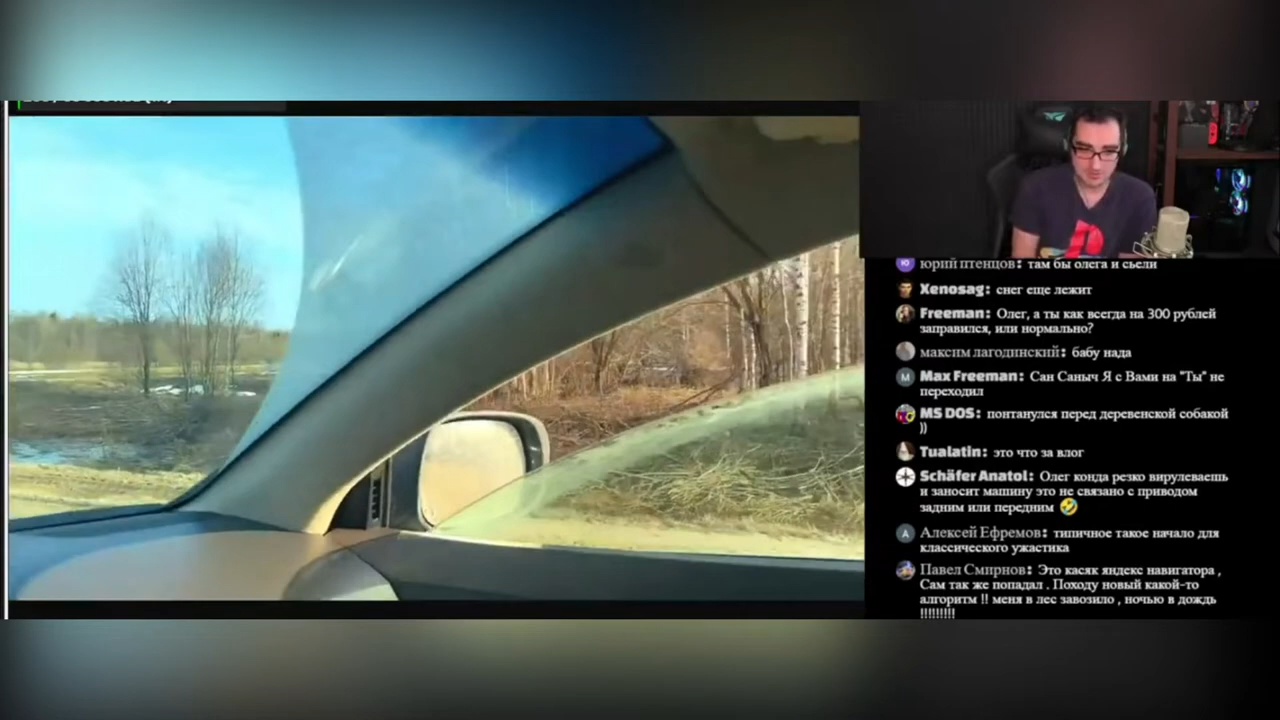 юрий птенцов: там бы олега и сьели
Xenosag: снег еще лежит
Freeman: Олег, а ты как всегда на 300 рублей
заправился, или нормально?
максим лагодинский: бабу нада
Max Freeman: Сан Саныч Я с Вами на "Ты" не
переходил
MS DOS: понтанулся перед деревенской собакой
))
Tualatin: это что за влог
Schäfer Anatol: Олег конда резко вирулеваешь
и заносит машину это не связано с приводом
задним или передним 🤣
Алексей Ефремов: типичное такое начало для
классического ужастика
Павел Смирнов: Это касяк яндекс навигатора ,
Сам так же попадал . Походу новый какой-то
алгоритм !! меня в лес завозило , ночью в дождь
!!!!!!!!!